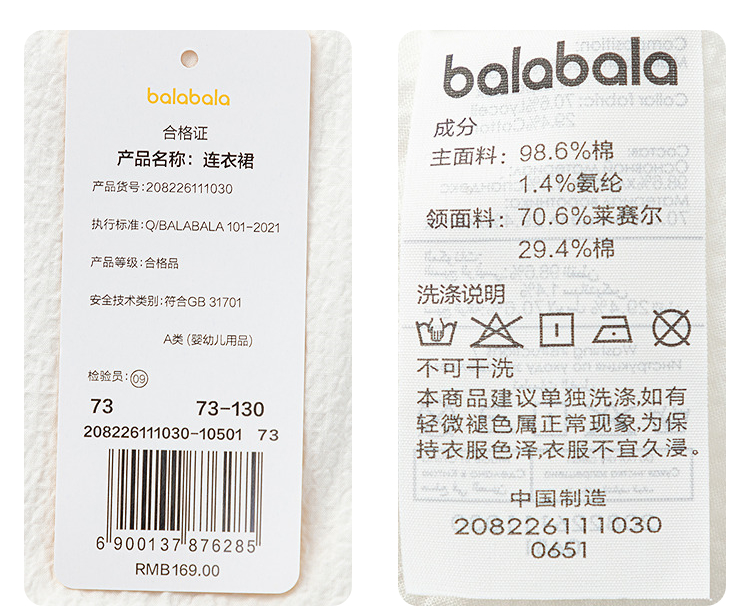 balabala
合格证
产品名称：连衣裙
产品货号:208226111030
执行标准:Q/BALABALA 101-2021
产品等级:合格品
安全技术类别:符合GB 31701
A类（婴幼儿用品）
检验员:09
73 73-130
208226111030-10501 73
6 900137 876285
RMB169.00
balabala
成分
主面料: 98.6%棉
1.4%氨纶
领面料: 70.6%莱赛尔
29.4%棉
洗涤说明
不可干洗
本商品建议单独洗涤,如有
轻微褪色属正常现象,为保
持衣服色泽,衣服不宜久浸。
中国制造
208226111030
0651